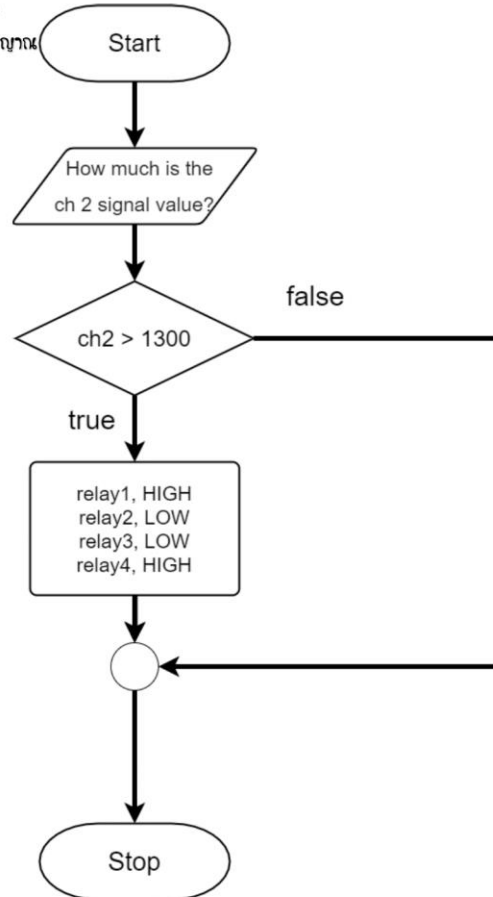 Start
How much is the
ch 2 signal value?
ch2 > 1300
false
true
relay1, HIGH
relay2, LOW
relay3, LOW
relay4, HIGH
Stop